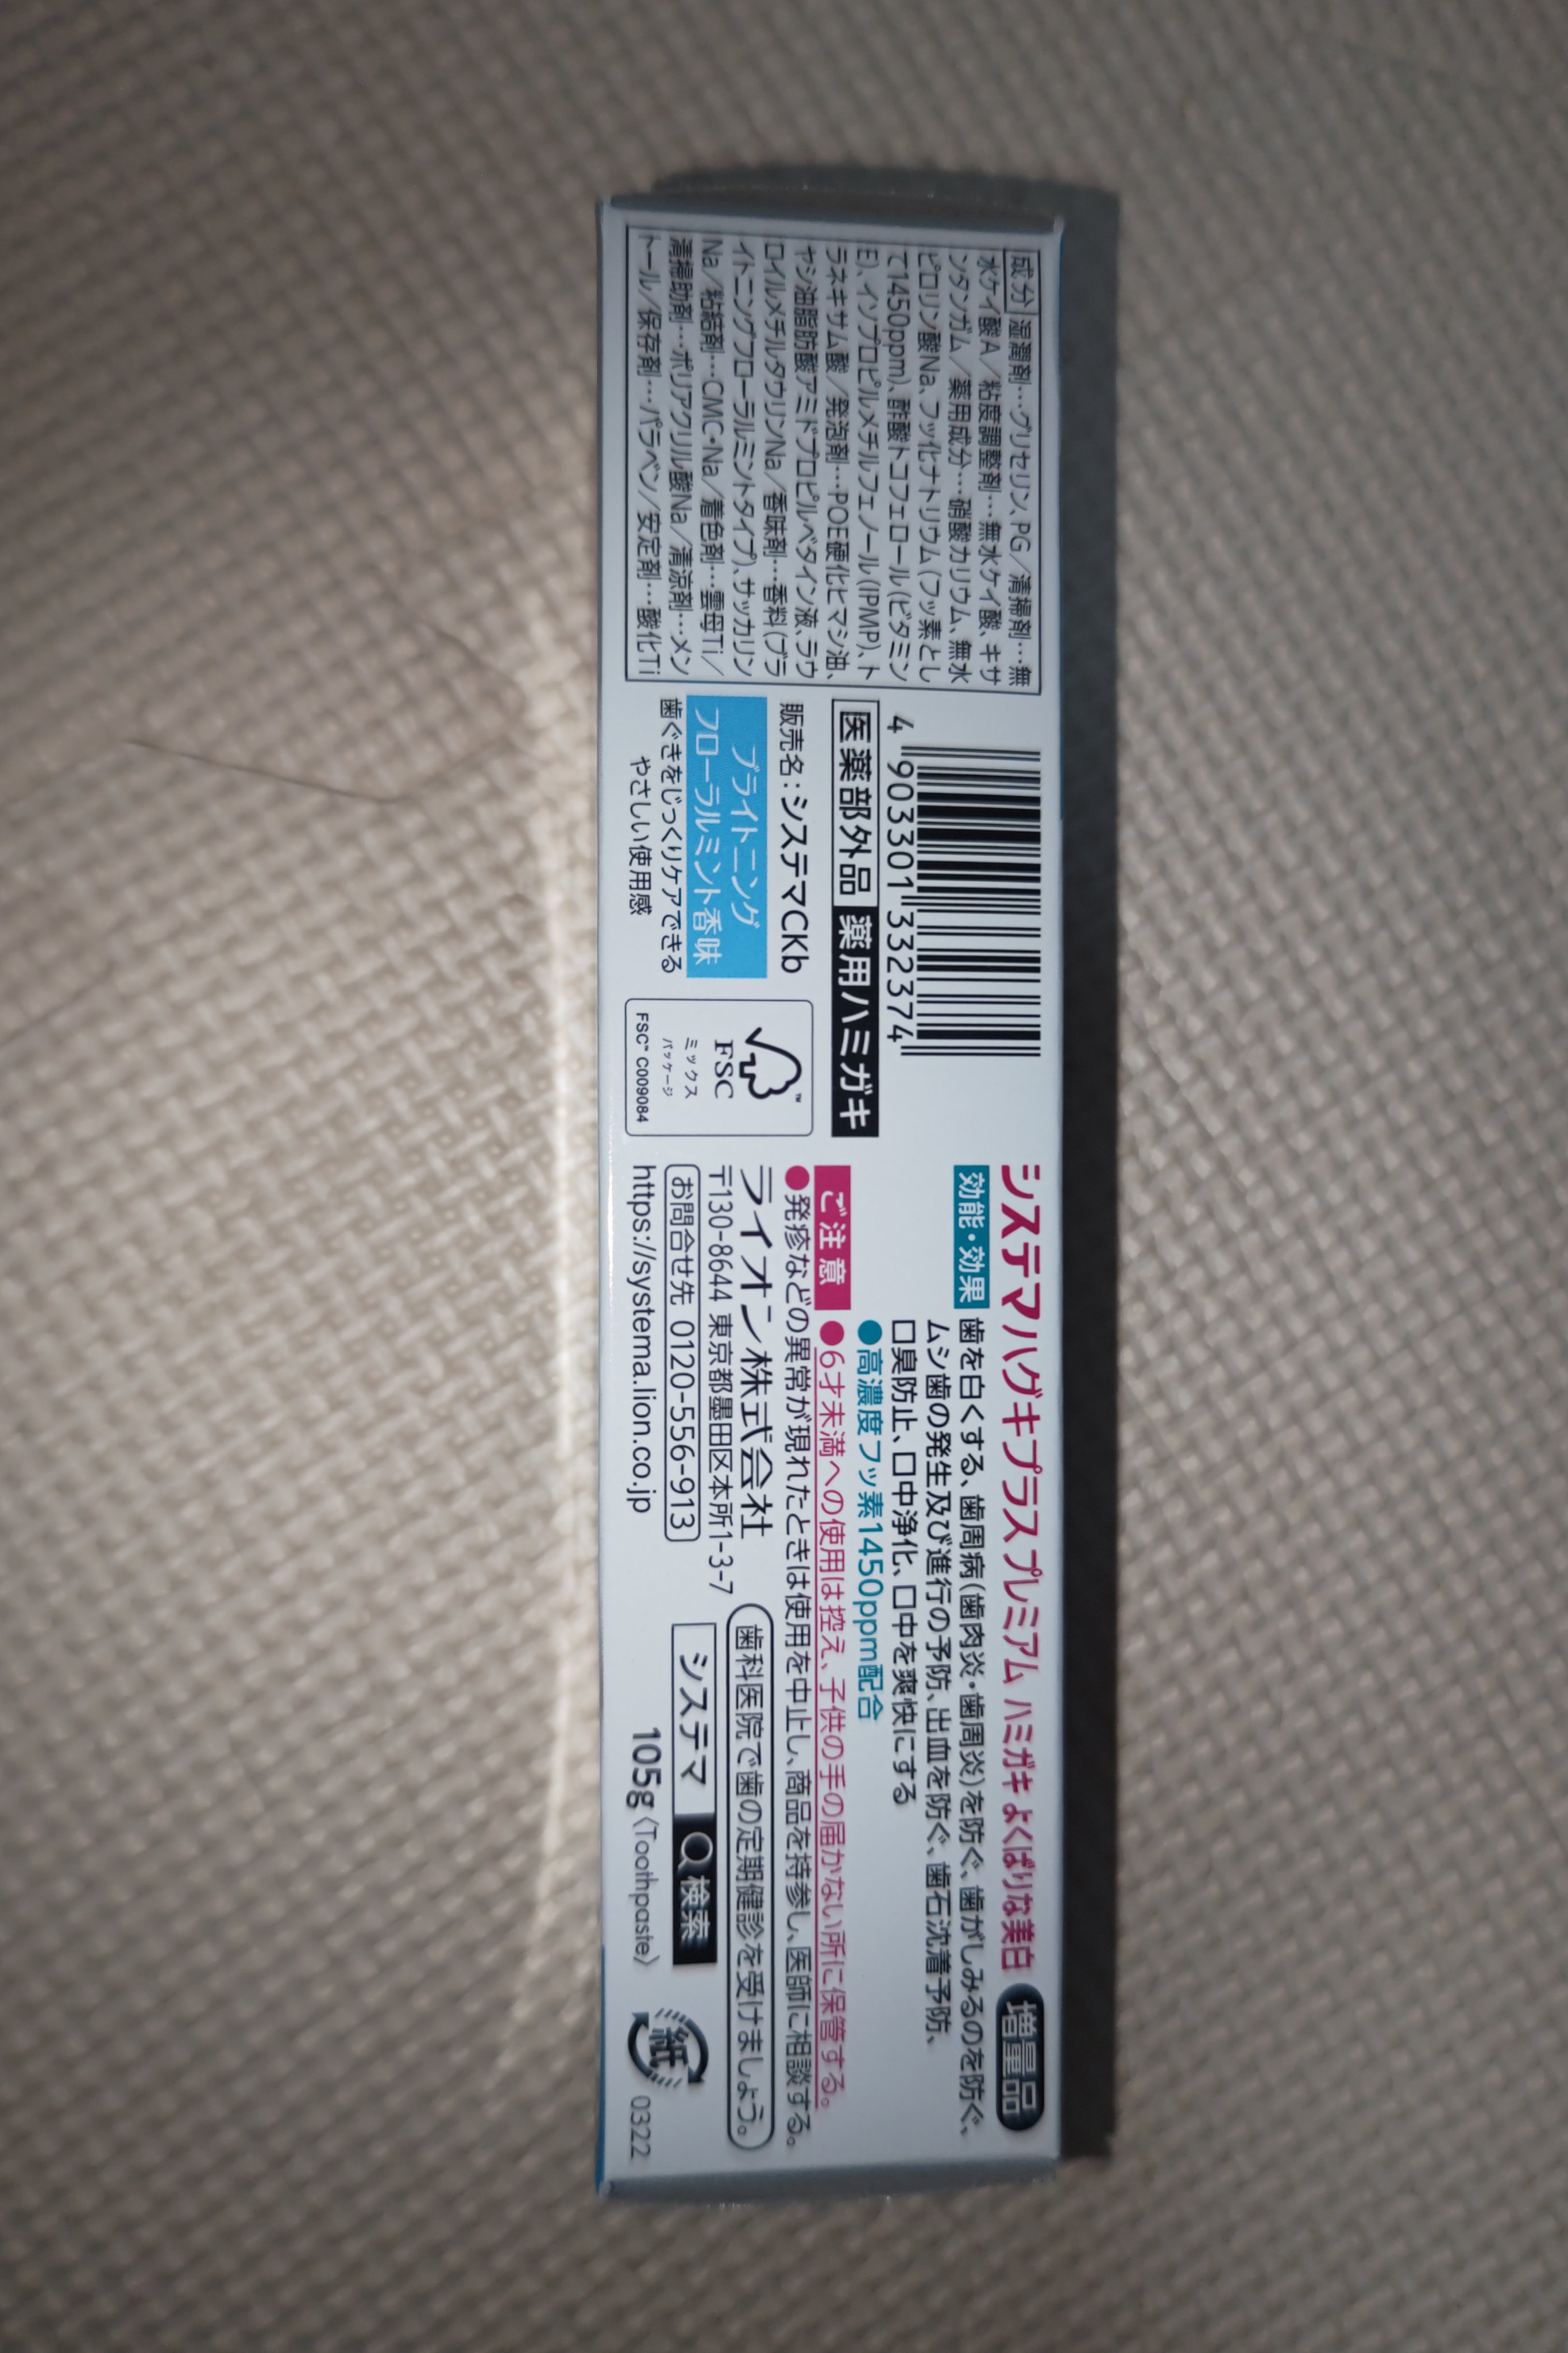 成分 湿潤剤…グリセリン、PG／清掃剤…無
水ケイ酸A／粘度調整剤…無水ケイ酸、キサ
ンタンガム／薬用成分…硝酸カリウム、無水
ピロリン酸Na、フッ化ナトリウム(フッ素とし
て1450ppm)、酢酸トコフェロール(ビタミン
E)、イソプロピルメチルフェノール(IPMP)、ト
ラネキサム酸／発泡剤…POE硬化ヒマシ油、
ヤシ油脂肪酸アミドプロピルベタイン液、ラウ
ロイルメチルタウリンNa／香味剤…香料(ブラ
イトニングフローラルミントタイプ)、サッカリン
Na／粘結剤…CMC・Na／着色剤…雲母Ti／
清掃助剤…ポリアクリル酸Na／清涼剤…メン
トール／保存剤…パラベン／安定剤…酸化Ti
4 903301 332374
医薬部外品 薬用ハミガキ
販売名：システマCKb
ブライトニング
フローラルミント香味
歯ぐきをじっくりケアできる
やさしい使用感
™
FSC
ミックス
パッケージ
FSC™ C009084
システマハグキプラス プレミアム ハミガキ よくばりな美白 増量品
効能・効果 歯を白くする、歯周病(歯肉炎・歯周炎)を防ぐ、歯がしみるのを防ぐ、
ムシ歯の発生及び進行の予防、出血を防ぐ、歯石沈着予防、
口臭防止、口中浄化、口中を爽快にする
●高濃度フッ素1450ppm配合
ご注意 ●6才未満への使用は控え、子供の手の届かない所に保管する。
●発疹などの異常が現れたときは使用を中止し、商品を持参し、医師に相談する。
ライオン株式会社
〒130-8644 東京都墨田区本所1-3-7
お問合せ先 0120-556-913
https://systema.lion.co.jp
歯科医院で歯の定期健診を受けましょう。
システマ 検索
105g〈Toothpaste〉
紙
0322